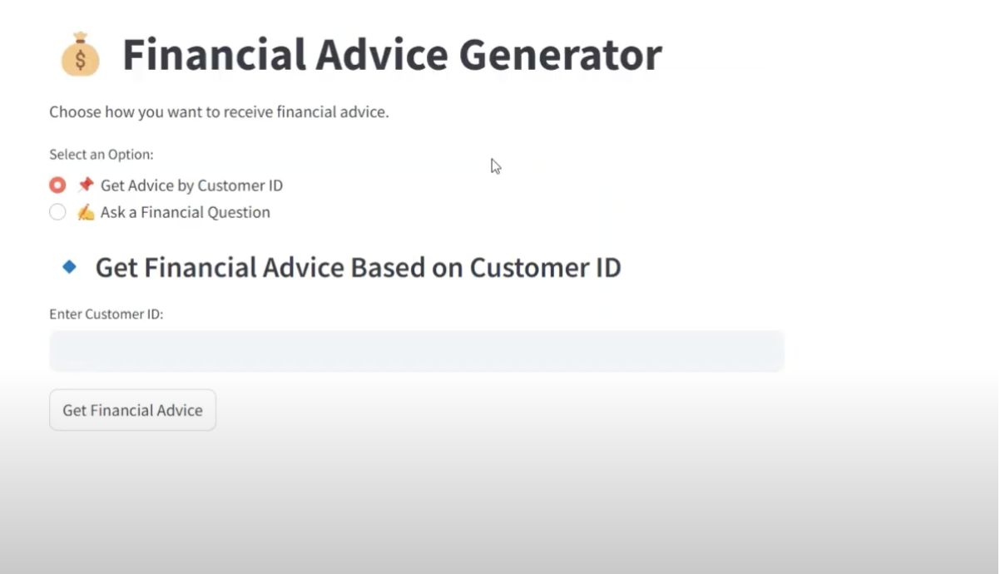 Financial Advice Generator
Choose how you want to receive financial advice.
Select an Option:
Get Advice by Customer ID
Ask a Financial Question
Get Financial Advice Based on Customer ID
Enter Customer ID:
Get Financial Advice